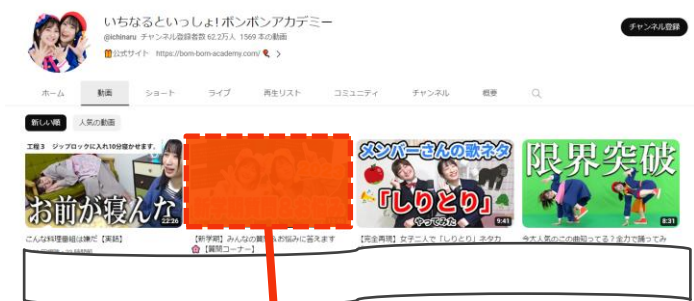 いちなるといっしょ!ボンボンアカデミー
@ichinaru チャンネル登録者数 62.2万人 1569 本の動画
公式サイト https://bom-bom-academy.com/ >
チャンネル登録
ホーム 動画 ショート ライブ 再生リスト コミュニティ チャンネル 概要
新しい順 人気の動画
工程3 ジップロックに入れ10分寝かせます。
お前が寝んな
22:26
メンバーさんの歌ネタ
『しりとり』
やってみた
9:41
限界突破
8:31
こんな料理番組は嫌だ【実話】
【新学期】みんなの質問&お悩みに答えます
【質問コーナー】
【完全再現】女子二人で「しりとり」ネタカ
今大人気のこの曲知ってる?全力で踊ってみ